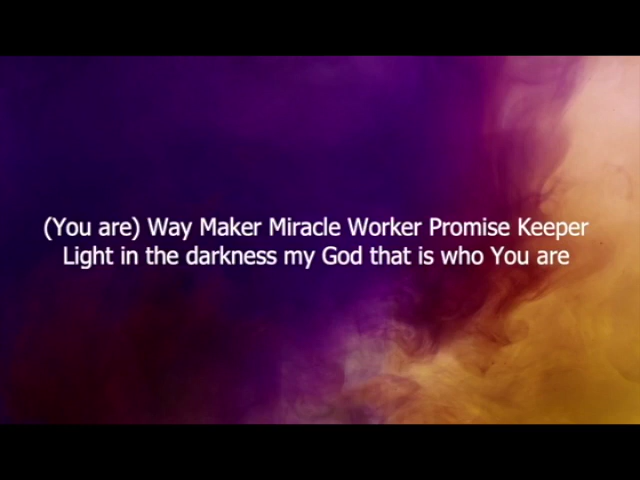 (You are) Way Maker Miracle Worker Promise Keeper
Light in the darkness my God that is who You are